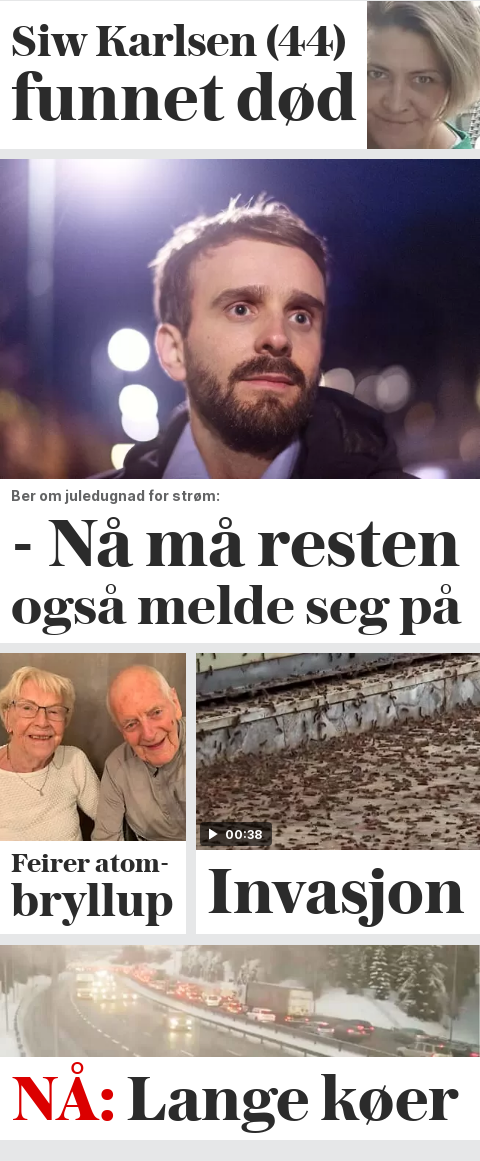 Siw Karlsen (44)
funnet død
Ber om juledugnad for strøm:
- Nå må resten
også melde seg på
Feirer atom-
bryllup
00:38
Invasjon
NÅ: Lange køer